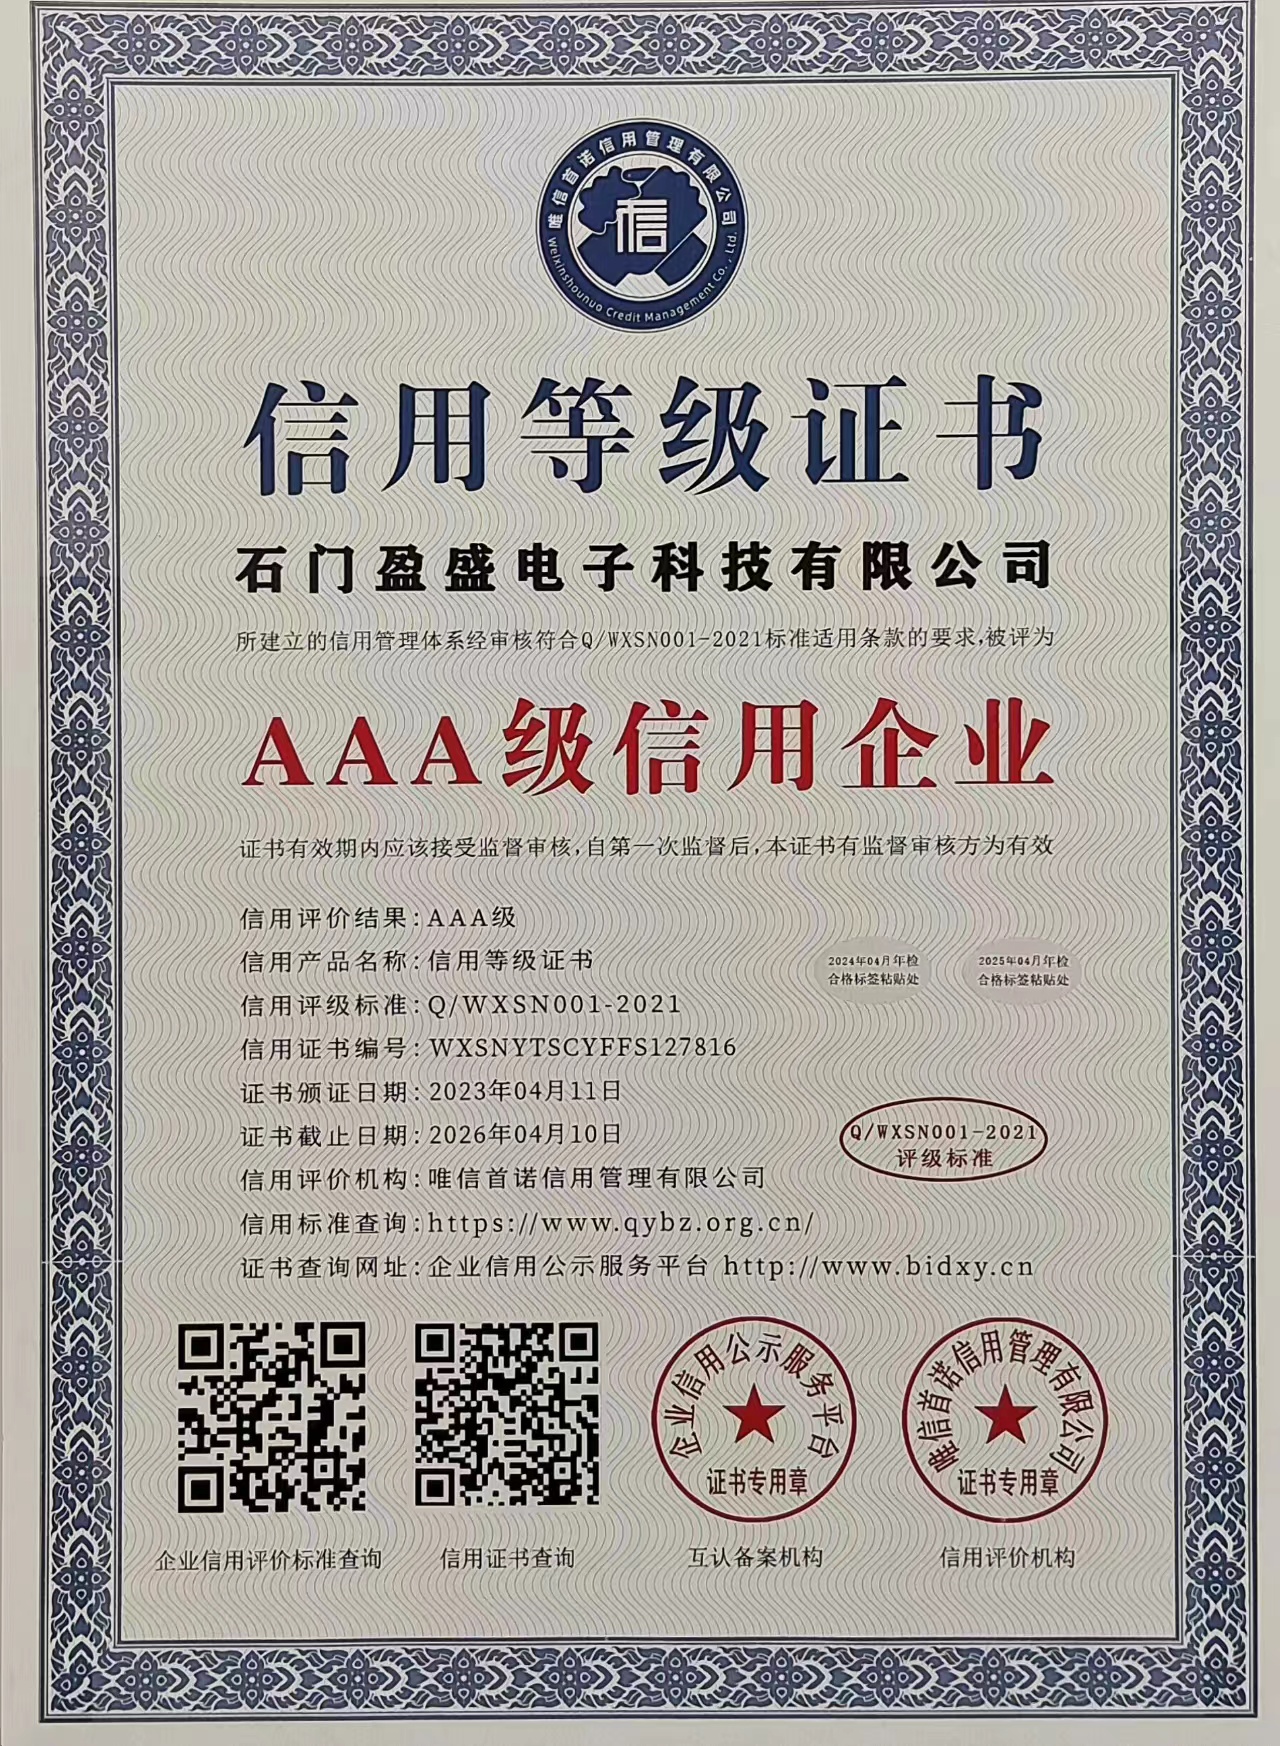 唯信首诺信用管理有限公司
Weixinshounuo Credit Management Co., Ltd.
信
信用等级证书
石门盈盛电子科技有限公司
所建立的信用管理体系经审核符合Q/WXSN001-2021标准适用条款的要求,被评为
AAA级信用企业
证书有效期内应该接受监督审核,自第一次监督后,本证书有监督审核方为有效
信用评价结果:AAA级
信用产品名称:信用等级证书
信用评级标准:Q/WXSN001-2021
信用证书编号:WXSNYTSCYFFS127816
证书颁证日期:2023年04月11日
证书截止日期:2026年04月10日
信用评价机构:唯信首诺信用管理有限公司
信用标准查询:https://www.qybz.org.cn/
证书查询网址:企业信用公示服务平台 http://www.bidxy.cn
2024年04月年检
合格标签粘贴处
2025年04月年检
合格标签粘贴处
Q/WXSN001-2021
评级标准
企业信用公示服务平台
证书专用章
唯信首诺信用管理有限公司
证书专用章
企业信用评价标准查询
信用证书查询
互认备案机构
信用评价机构